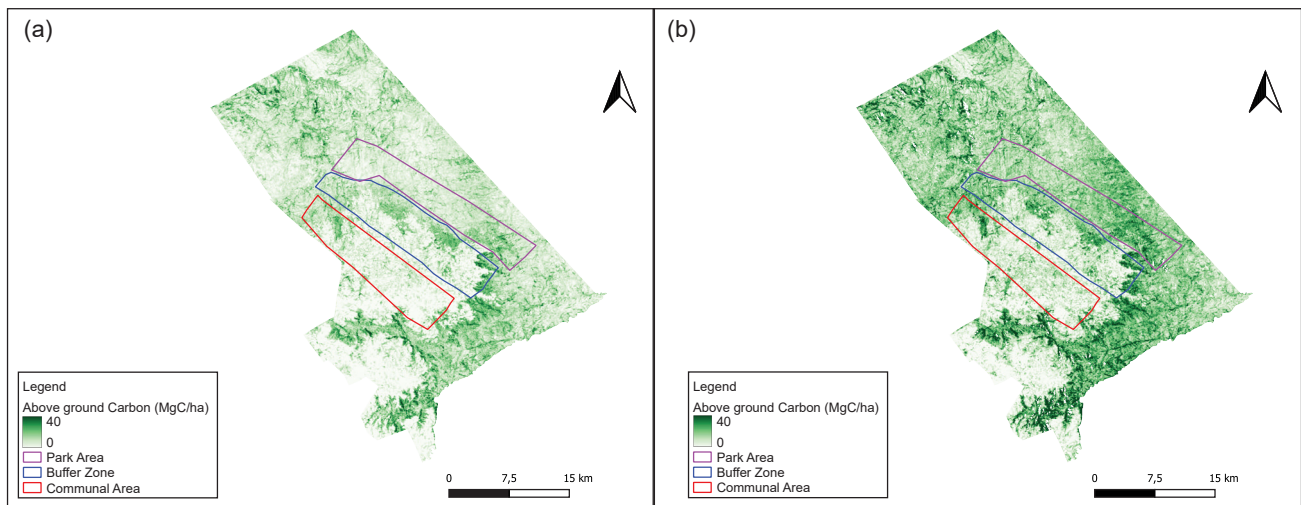 (a)
Legend
Above ground Carbon (MgC/ha)
40
0
Park Area
Buffer Zone
Communal Area
0 7,5 15 km
(b)
Legend
Above ground Carbon (MgC/ha)
40
0
Park Area
Buffer Zone
Communal Area
0 7,5 15 km